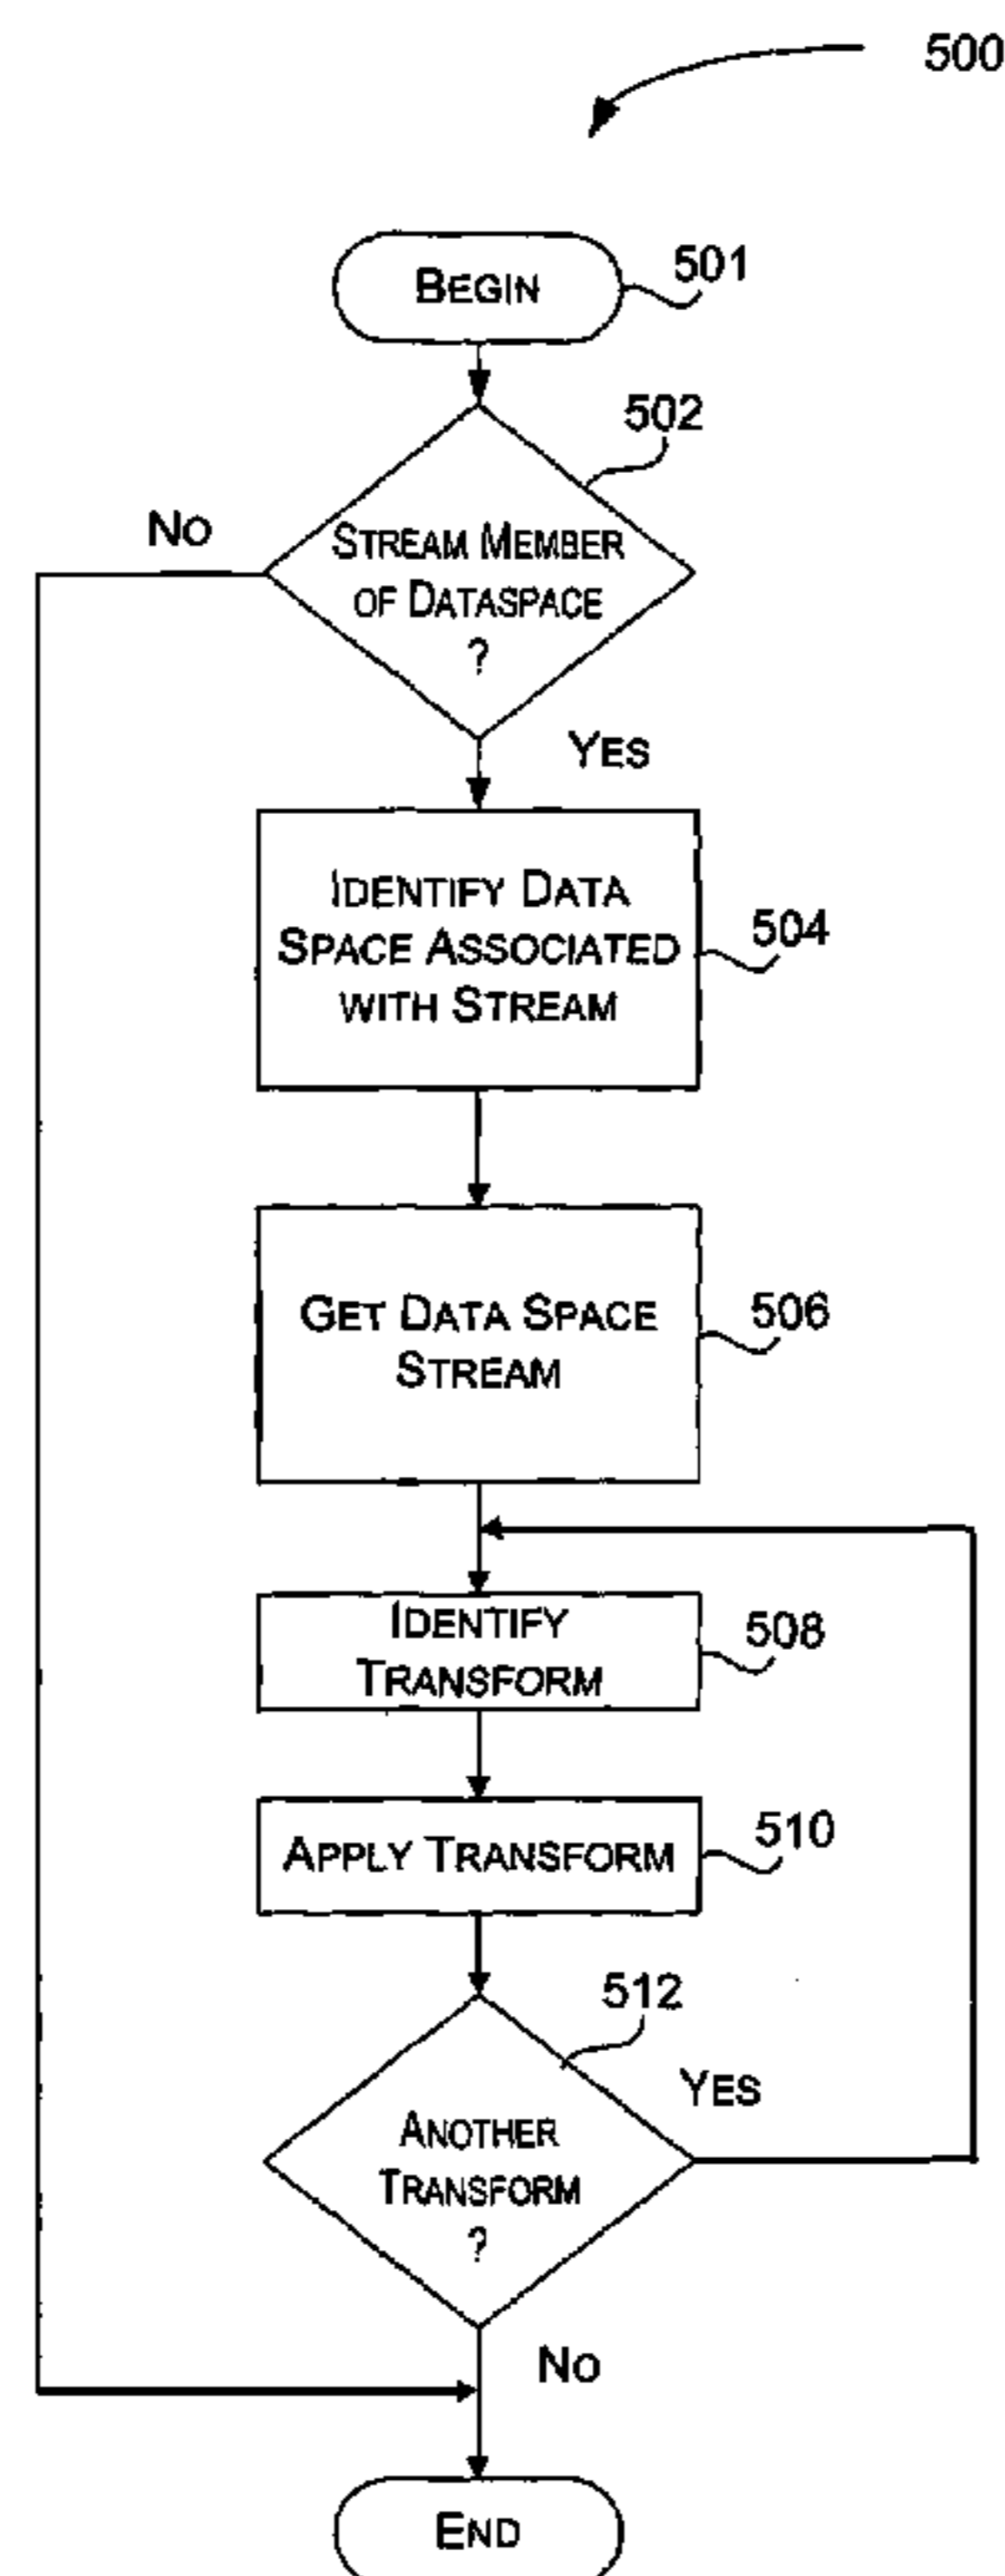 500
BEGIN
501
502
NO
STREAM MEMBER
OF DATASPACE
?
YES
IDENTIFY DATA
SPACE ASSOCIATED
WITH STREAM
504
GET DATA SPACE
STREAM
506
IDENTIFY
TRANSFORM
508
APPLY TRANSFORM
510
512
YES
ANOTHER
TRANSFORM
?
NO
END